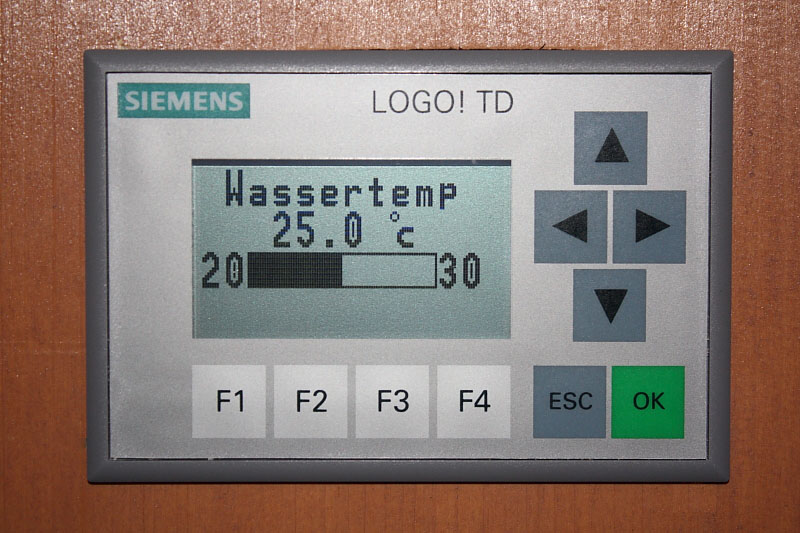 SIEMENS
LOGO! TD
Wassertemp
25.0 °c
20 30
F1 F2 F3 F4 ESC OK